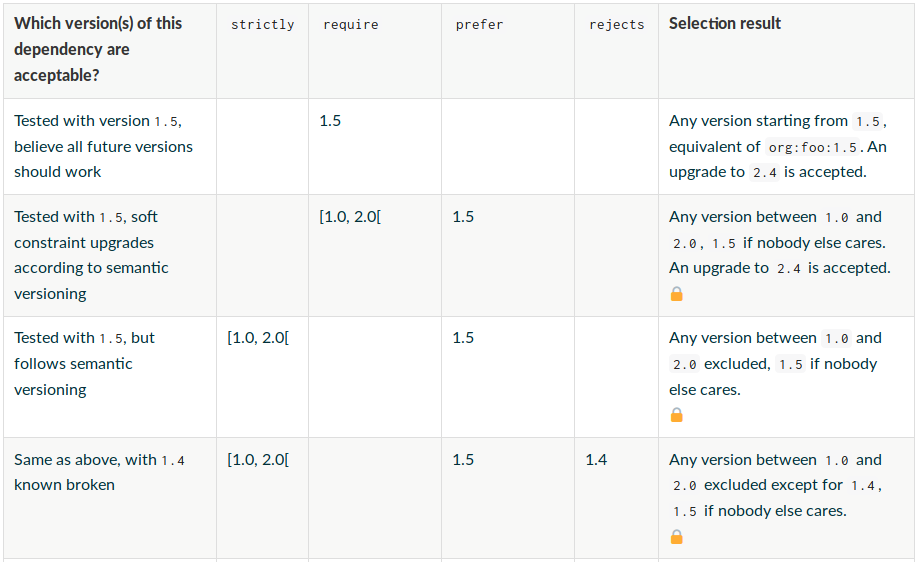 Which version(s) of this
dependency are
acceptable?
strictly
require
prefer
rejects
Selection result
Tested with version 1.5,
believe all future versions
should work
1.5
Any version starting from 1.5,
equivalent of org:foo:1.5. An
upgrade to 2.4 is accepted.
Tested with 1.5, soft
constraint upgrades
according to semantic
versioning
[1.0, 2.0[
1.5
Any version between 1.0 and
2.0, 1.5 if nobody else cares.
An upgrade to 2.4 is accepted.
🔒
Tested with 1.5, but
follows semantic
versioning
[1.0, 2.0[
1.5
Any version between 1.0 and
2.0 excluded, 1.5 if nobody
else cares.
🔒
Same as above, with 1.4
known broken
[1.0, 2.0[
1.5
1.4
Any version between 1.0 and
2.0 excluded except for 1.4,
1.5 if nobody else cares.
🔒